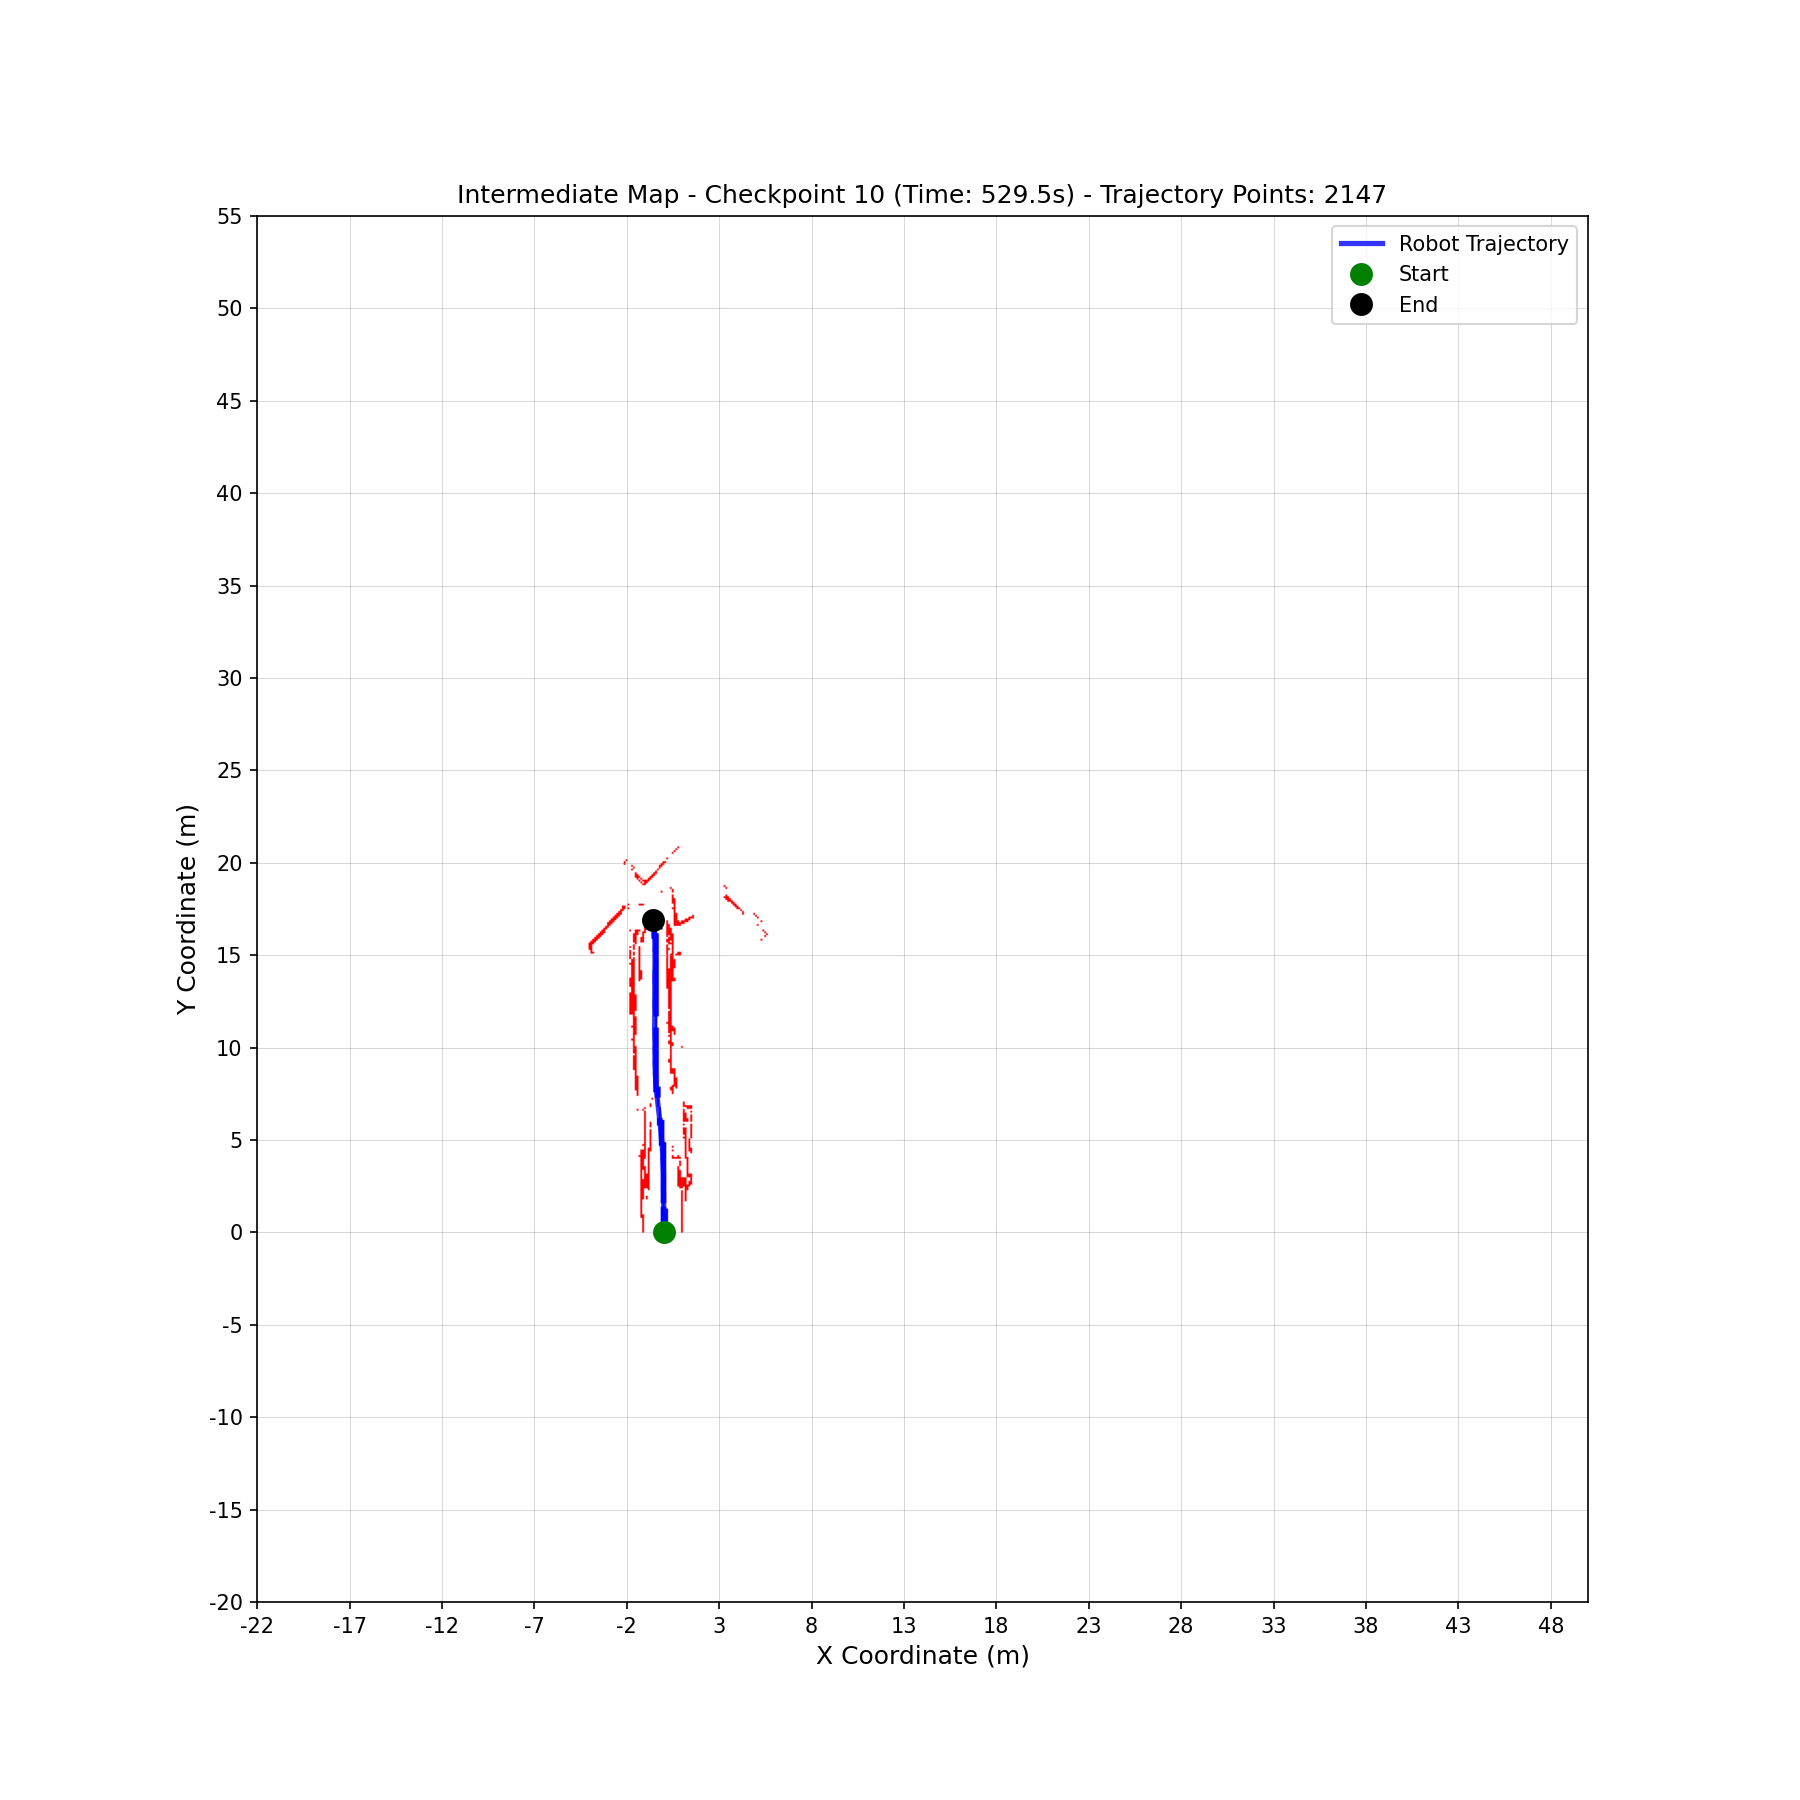 Intermediate Map - Checkpoint 10 (Time: 529.5s) - Trajectory Points: 2147
Robot Trajectory
Start
End
Y Coordinate (m)
55
50
45
40
35
30
25
20
15
10
5
0
-5
-10
-15
-20
-22 -17 -12 -7 -2 3 8 13 18 23 28 33 38 43 48
X Coordinate (m)